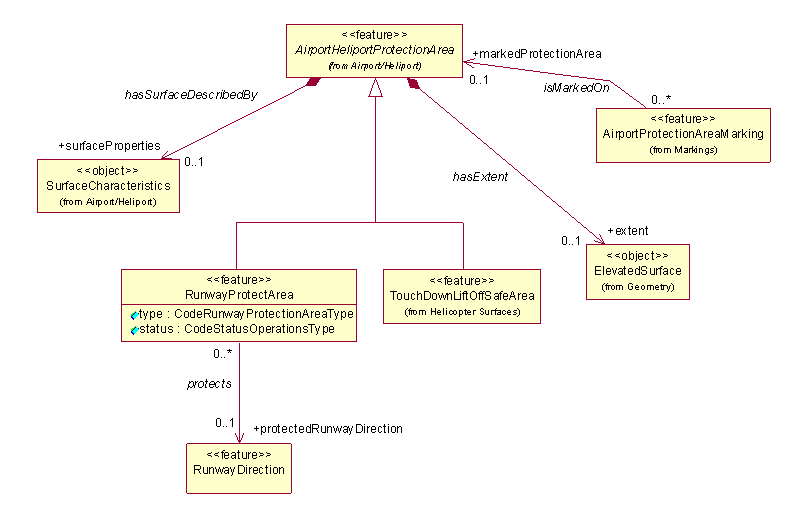 <<feature>>
AirportHeliportProtectionArea
(from Airport/Heliport)
+markedProtectionArea
0..1
isMarkedOn
0..*
<<feature>>
AirportProtectionAreaMarking
(from Markings)
hasSurfaceDescribedBy
+surfaceProperties
0..1
<<object>>
SurfaceCharacteristics
(from Airport/Heliport)
hasExtent
+extent
0..1
<<object>>
ElevatedSurface
(from Geometry)
<<feature>>
RunwayProtectArea
type : CodeRunwayProtectionAreaType
status : CodeStatusOperationsType
<<feature>>
TouchDownLiftOffSafeArea
(from Helicopter Surfaces)
0..*
protects
0..1
+protectedRunwayDirection
<<feature>>
RunwayDirection